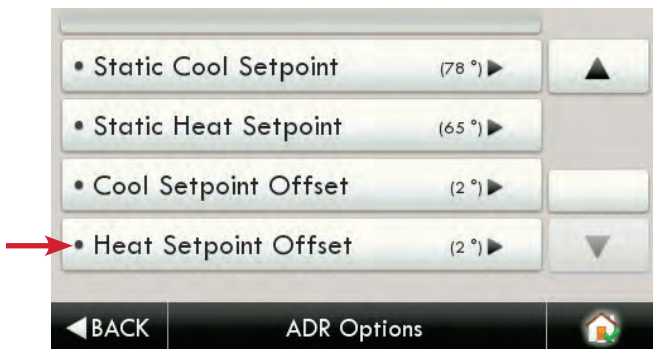 • Static Cool Setpoint (78 °) ▶
• Static Heat Setpoint (65 °) ▶
• Cool Setpoint Offset (2 °) ▶
• Heat Setpoint Offset (2 °) ▶
◀BACK ADR Options